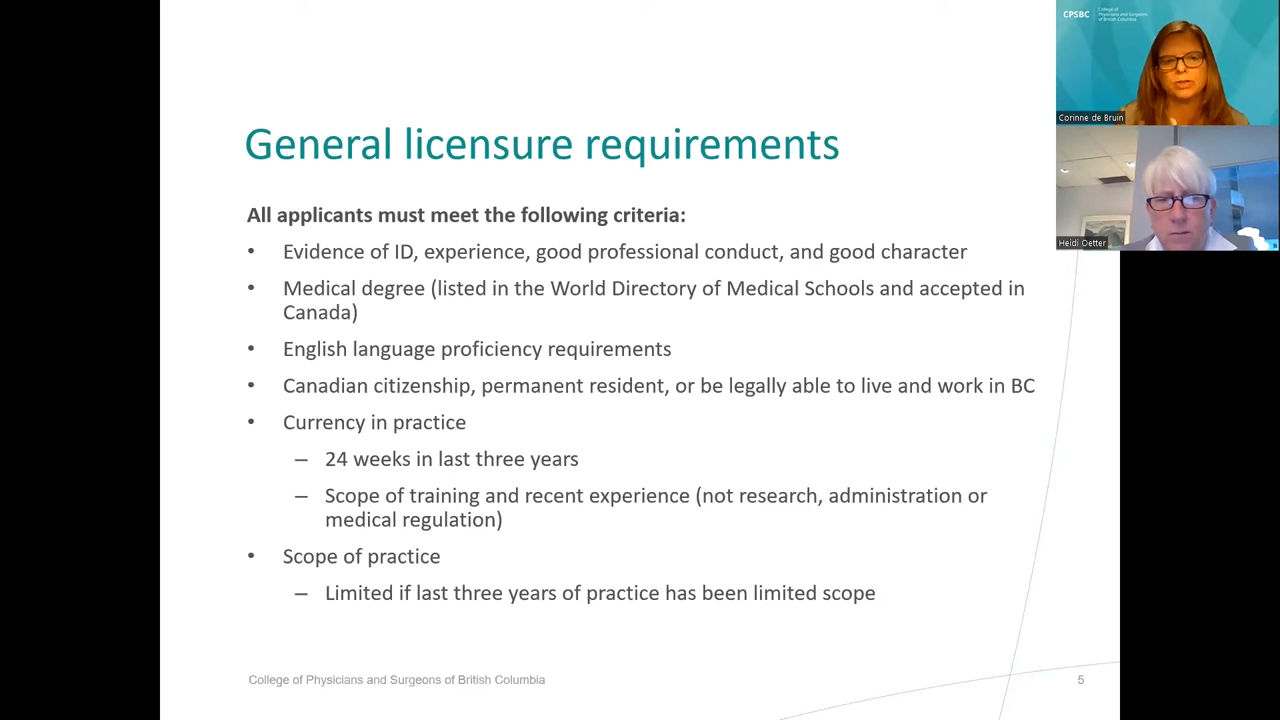 General licensure requirements
All applicants must meet the following criteria:
• Evidence of ID, experience, good professional conduct, and good character
• Medical degree (listed in the World Directory of Medical Schools and accepted in
Canada)
• English language proficiency requirements
• Canadian citizenship, permanent resident, or be legally able to live and work in BC
• Currency in practice
– 24 weeks in last three years
– Scope of training and recent experience (not research, administration or
medical regulation)
• Scope of practice
– Limited if last three years of practice has been limited scope
College of Physicians and Surgeons of British Columbia
5
CPSBC
College of
Physicians and Surgeons
of British Columbia
Corinne de Bruin
Heidi Oetter